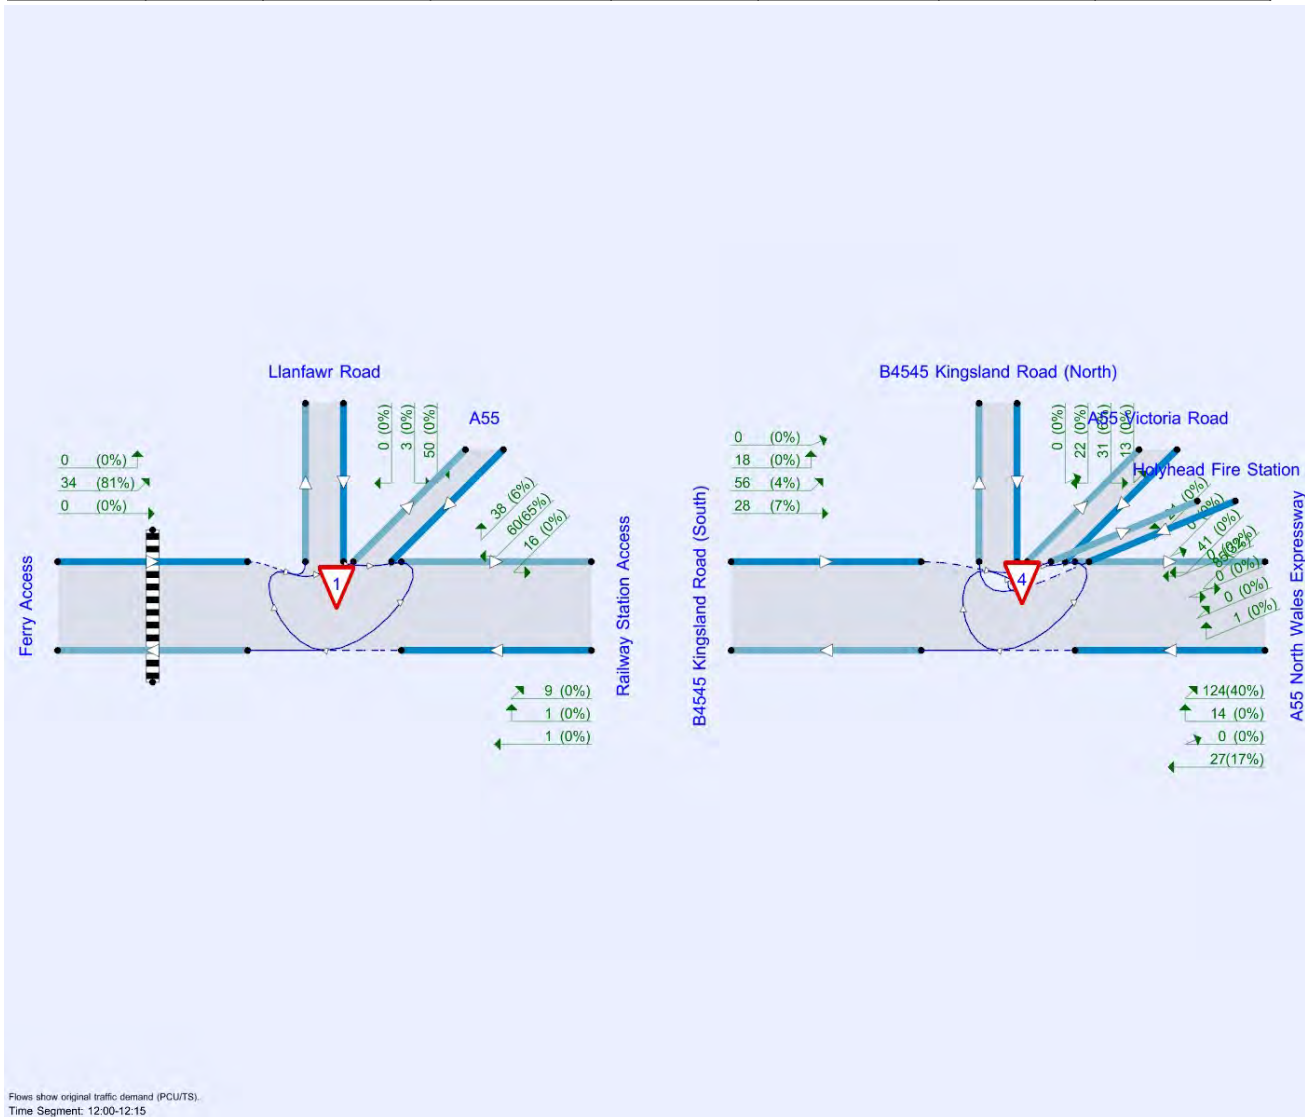 Llanfawr Road
A55
0 (0%)
34 (81%)
0 (0%)
0 (0%)
3 (0%)
50 (0%)
38 (6%)
60(65%)
16 (0%)
Ferry Access
Railway Station Access
1
9 (0%)
1 (0%)
1 (0%)
B4545 Kingsland Road (North)
A55 Victoria Road
Holyhead Fire Station
0 (0%)
18 (0%)
56 (4%)
28 (7%)
0 (0%)
22 (0%)
31 (6%)
13 (0%)
41 (0%)
0 (0%)
0 (0%)
1 (0%)
B4545 Kingsland Road (South)
A55 North Wales Expressway
4
124(40%)
14 (0%)
0 (0%)
27(17%)
Flows show original traffic demand (PCU/TS).
Time Segment: 12:00-12:15